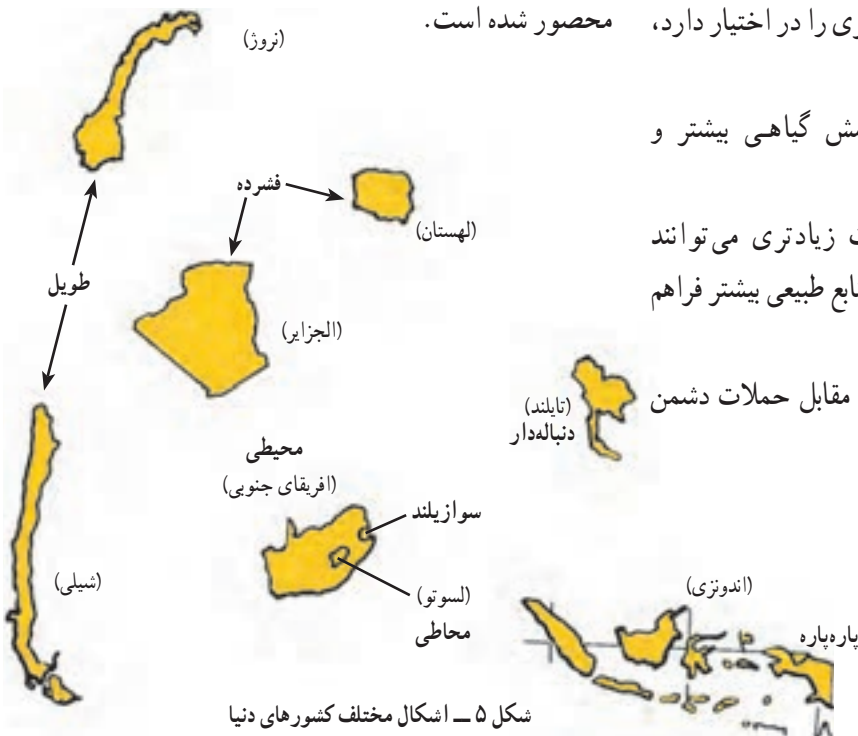 محصور شده است.
ری را در اختیار دارد،
گیاهی بیشتر و
زیادتری می‌توانند
طبیعی بیشتر فراهم
مقابل حملات دشمن
(نروژ)
فشرده
(لهستان)
طویل
(الجزایر)
(تایلند)
دنباله‌دار
محیطی
(افریقای جنوبی)
سوازیلند
(شیلی)
(لسوتو)
محاطی
(اندونزی)
پاره‌پاره
شکل ۵ ــ اشکال مختلف کشورهای دنیا